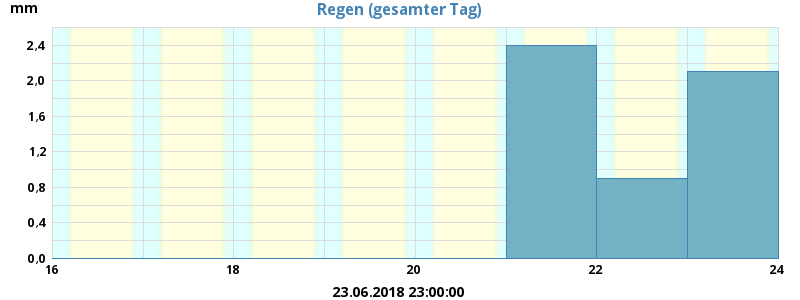 mm
Regen (gesamter Tag)
2,4
2,0
1,6
1,2
0,8
0,4
0,0
16 18 20 22 24
23.06.2018 23:00:00